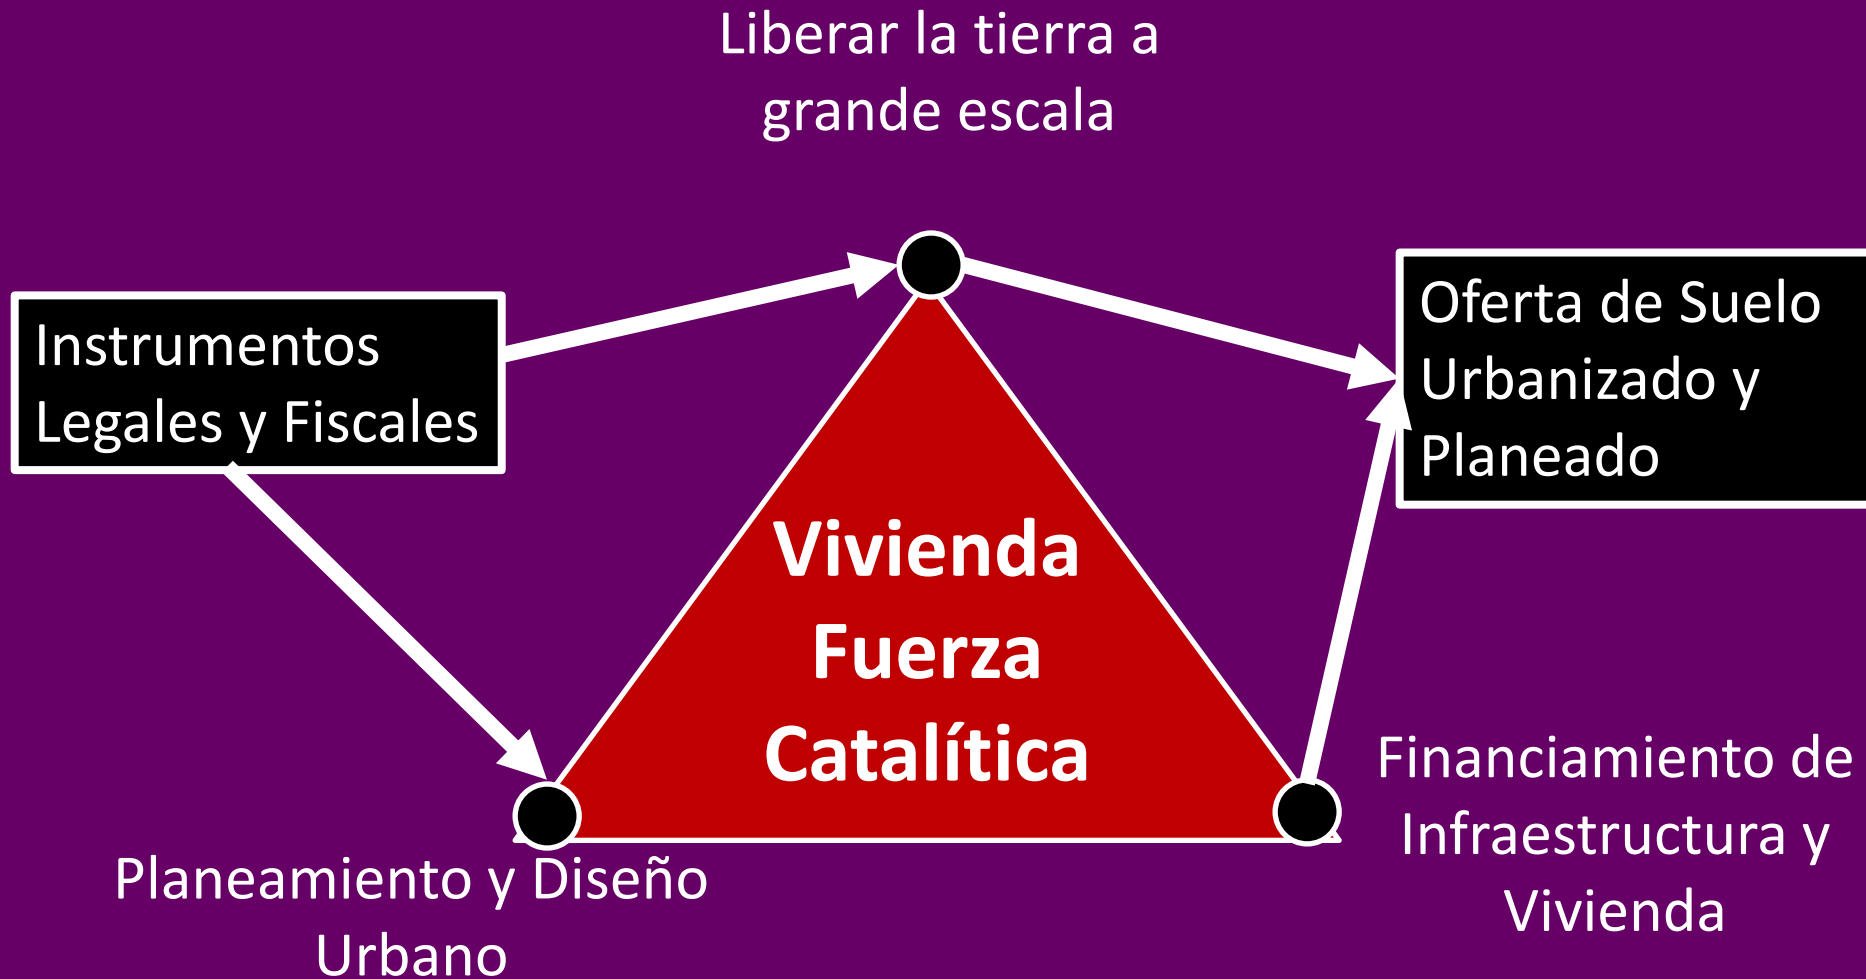 Liberar la tierra a
grande escala
Instrumentos
Legales y Fiscales
Oferta de Suelo
Urbanizado y
Planeado
Vivienda
Fuerza
Catalítica
Financiamiento de
Infraestructura y
Vivienda
Planeamiento y Diseño
Urbano